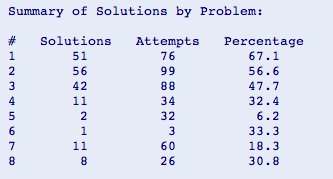 Summary of Solutions by Problem:
# Solutions Attempts Percentage
1 51 76 67.1
2 56 99 56.6
3 42 88 47.7
4 11 34 32.4
5 2 32 6.2
6 1 3 33.3
7 11 60 18.3
8 8 26 30.8